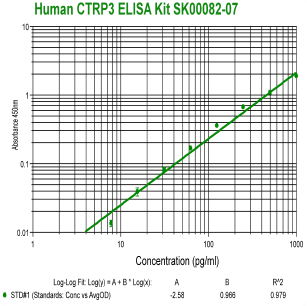 Human CTRP3 ELISA Kit SK00082-07
10
1
0.1
0.01
Absorbance 450nm
1 10 100 1000
Concentration (pg/ml)
Log-Log Fit: Log(y) = A + B * Log(x): A B R^2
STD#1 (Standards: Conc vs AvgOD) -2.58 0.966 0.979